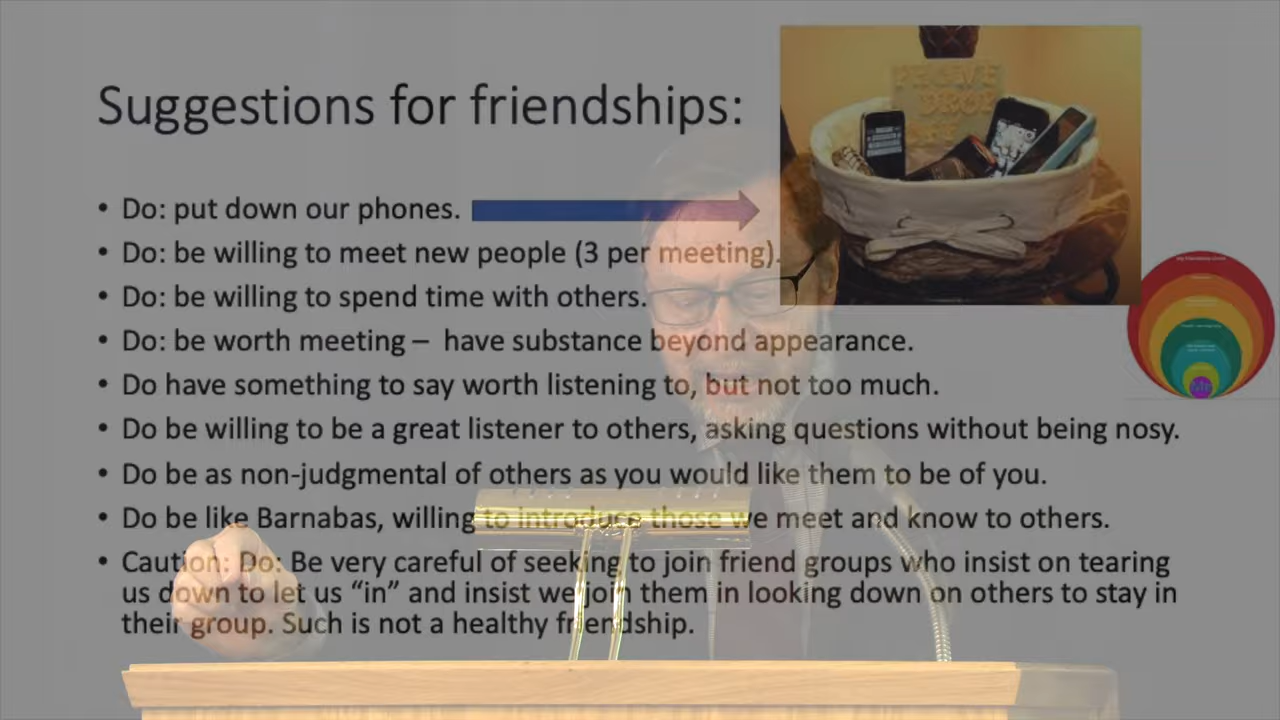 Suggestions for friendships:
PHONE
DROP
• Do: put down our phones.
• Do: be willing to meet new people (3 per meeting).
• Do: be willing to spend time with others.
• Do: be worth meeting – have substance beyond appearance.
• Do have something to say worth listening to, but not too much.
• Do be willing to be a great listener to others, asking questions without being nosy.
• Do be as non-judgmental of others as you would like them to be of you.
• Do be like Barnabas, willing to introduce those we meet and know to others.
• Caution: Do: Be very careful of seeking to join friend groups who insist on tearing
us down to let us “in” and insist we join them in looking down on others to stay in
their group. Such is not a healthy friendship.